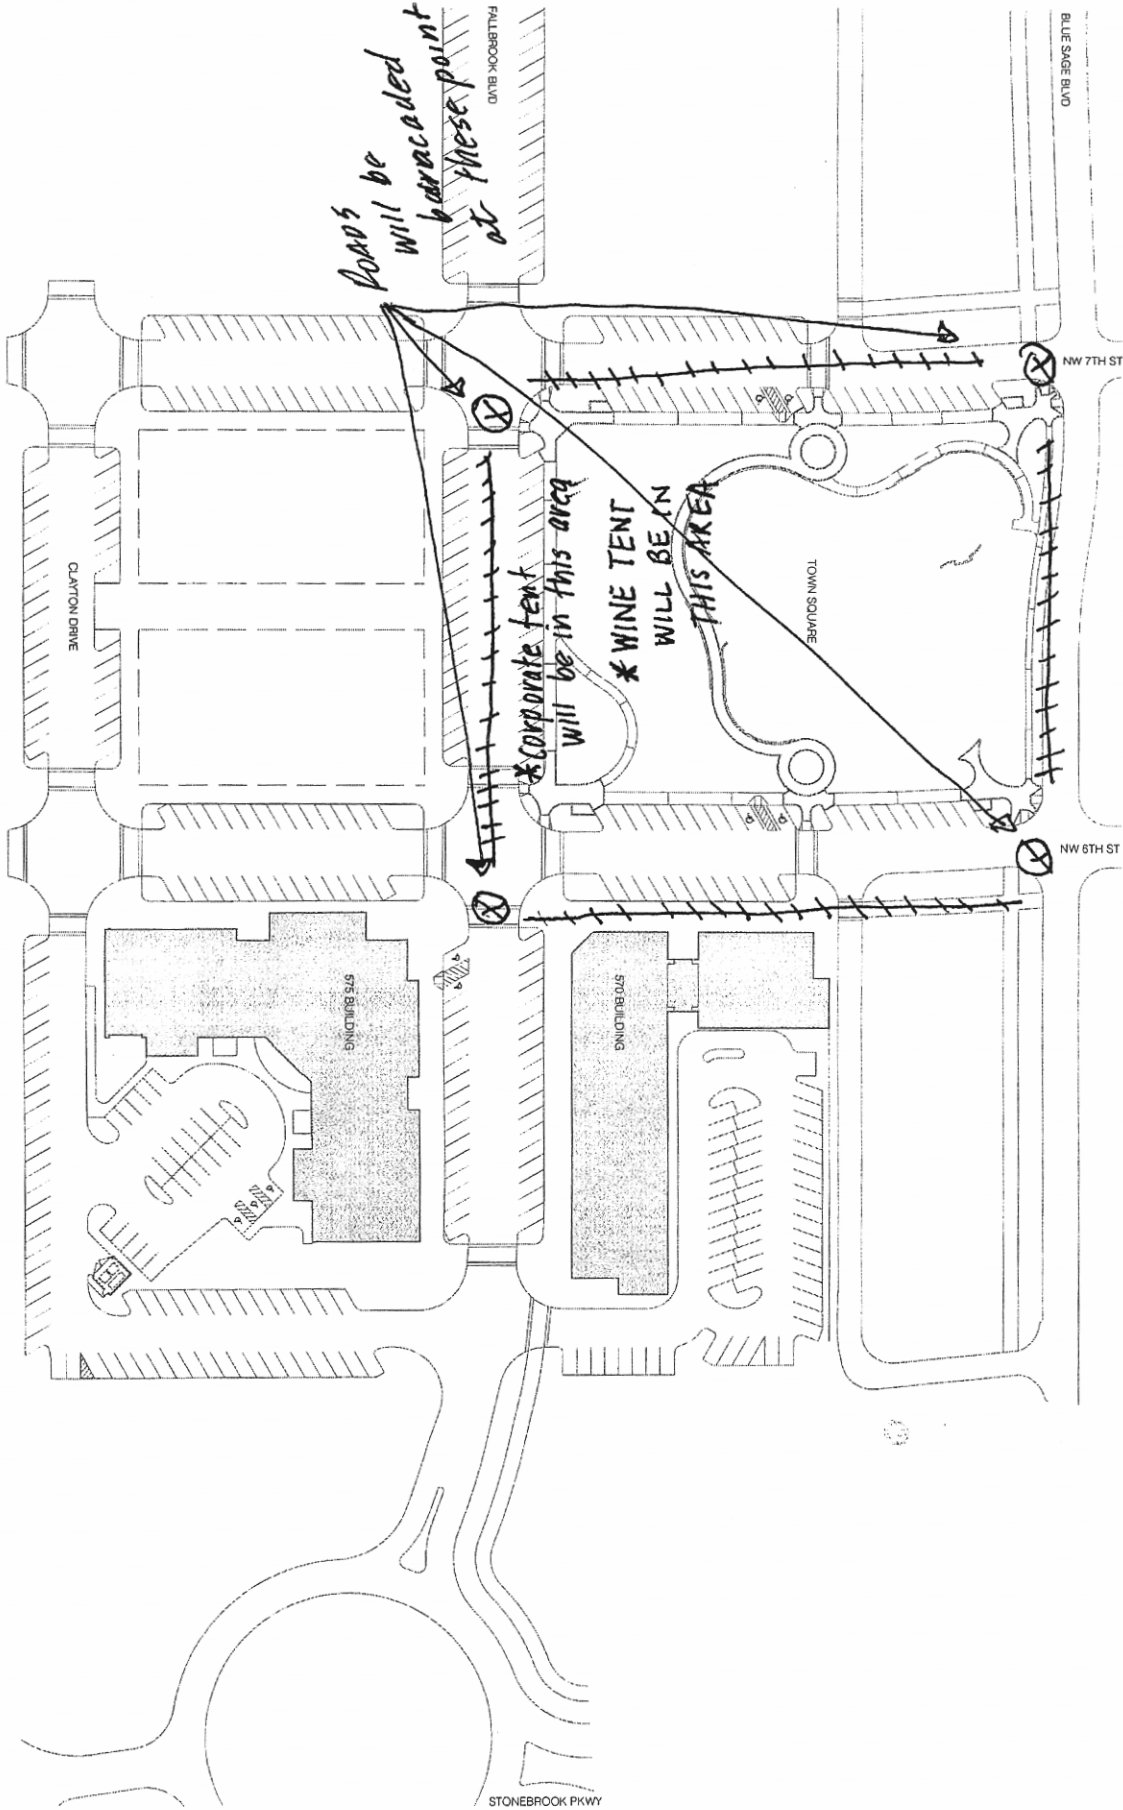 FALLBROOK BLVD
BLUE SAGE BLVD
ROADS
will be
baracaded
at these point
NW 7TH ST
* Corporate tent
will be in this area
* WINE TENT
WILL BE IN
THIS AREA
TOWN SQUARE
CLAYTON DRIVE
NW 6TH ST
575 BUILDING
570 BUILDING
STONEBROOK PKWY